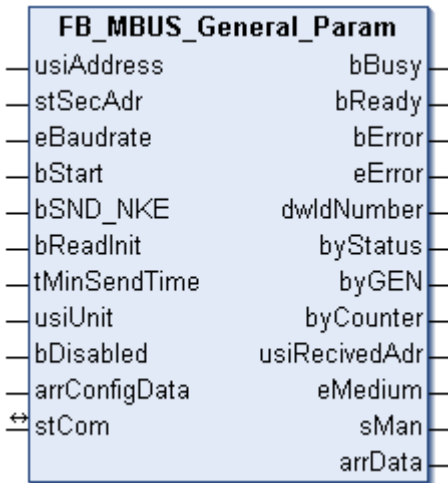 FB_MBUS_General_Param
usiAddress bBusy
stSecAdr bReady
eBaudrate bError
bStart eError
bSND_NKE dwIdNumber
bReadInit byStatus
tMinSendTime byGEN
usiUnit byCounter
bDisabled usiRecivedAdr
arrConfigData eMedium
stCom sMan
arrData